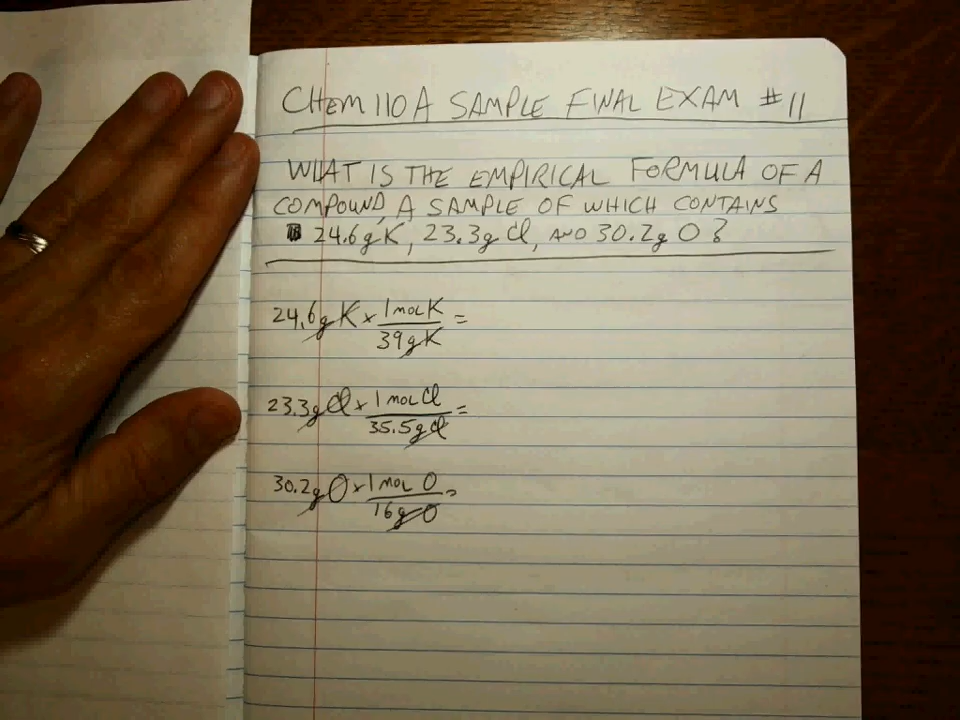 CHEM 110A SAMPLE FINAL EXAM #11
WHAT IS THE EMPIRICAL FORMULA OF A
COMPOUND, A SAMPLE OF WHICH CONTAINS
24.6g K, 23.3g Cl, AND 30.2g O?
24.6g K x 1 MOL K / 39g K =
23.3g Cl x 1 MOL Cl / 35.5g Cl =
30.2g O x 1 MOL O / 16g O =